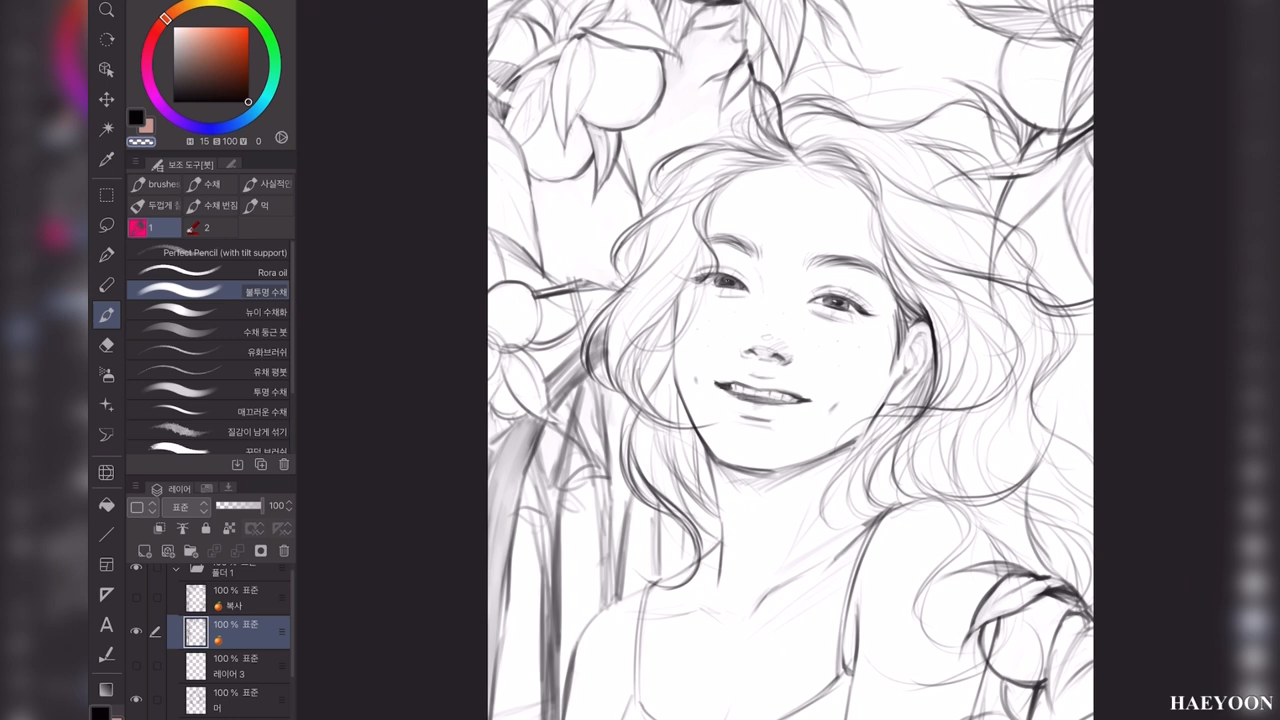 H 15 S 100 V 0
보조 도구[붓]
brushes 수채 사실적인
수채 번짐 먹
1 2
Perfect Pencil (with tilt support)
Rora oil
불투명 수채
뉴이 수채화
수채 둥근 붓
유화브러쉬
유채 평붓
투명 수채
매끄러운 수채
질감이 남게 섞기
레이어
표준 100
폴더 1
100 % 표준
복사
100 % 표준
100 % 표준
레이어 3
100 % 표준
머
A
HAEYOON